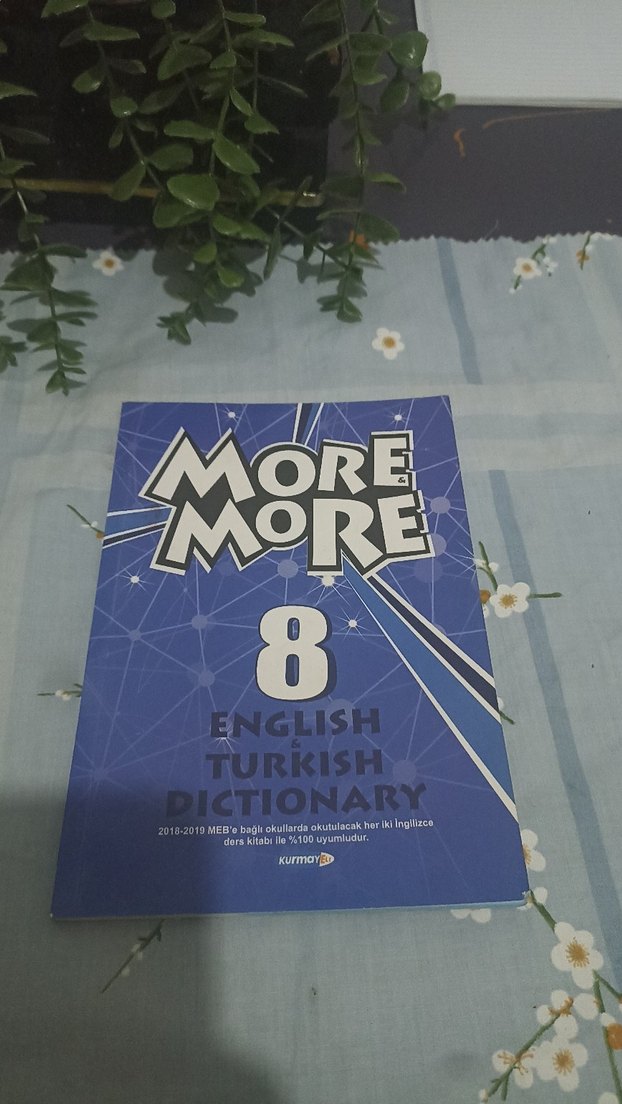 MORE &
MORE
8
ENGLISH
&
TURKISH
DICTIONARY
2018-2019 MEB'e bağlı okullarda okutulacak her iki İngilizce
ders kitabı ile %100 uyumludur.
kurmayELT